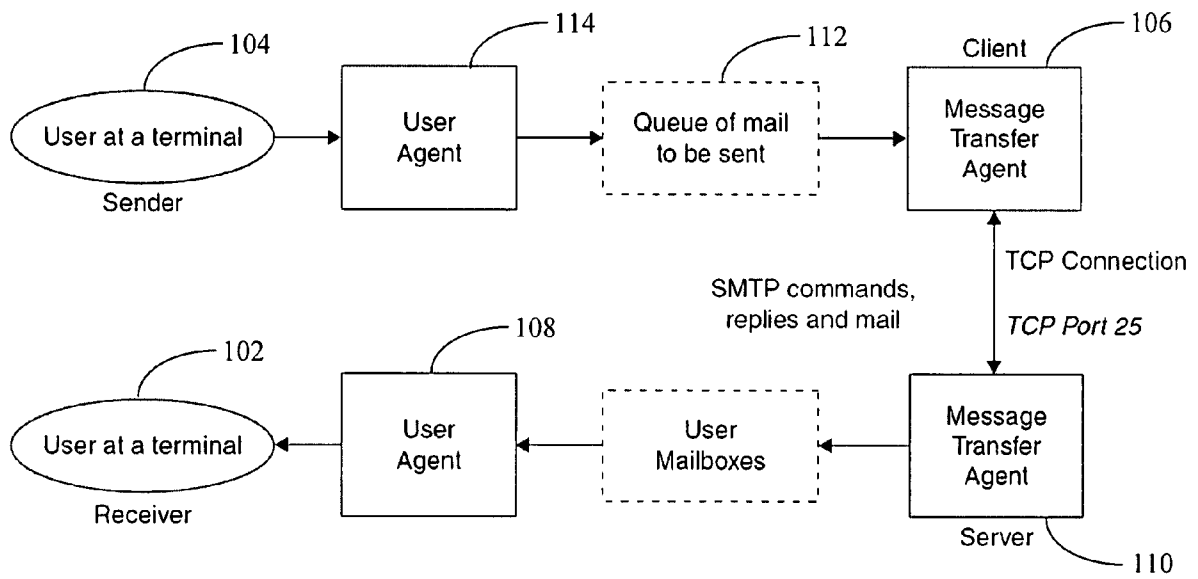 104
114
112
Client
106
User at a terminal
Sender
User
Agent
Queue of mail
to be sent
Message
Transfer
Agent
TCP Connection
SMTP commands,
replies and mail
TCP Port 25
102
108
User at a terminal
Receiver
User
Agent
User
Mailboxes
Message
Transfer
Agent
Server
110